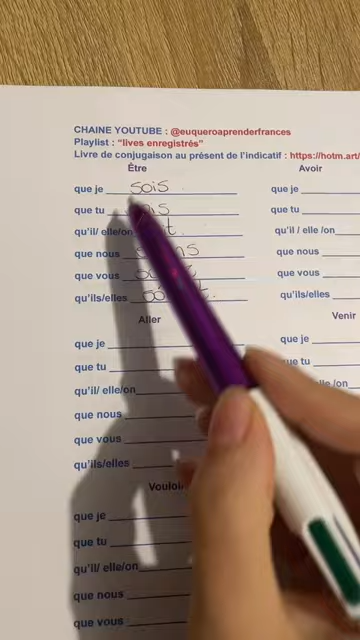 CHAINE YOUTUBE : @euqueroaprenderfrances
Playlist : "lives enregistrés"
Livre de conjugaison au présent de l'indicatif : https://hotm.art/
Être
que je sois
que tu
qu'il/ elle/on
que nous
que vous
qu'ils/elles
Avoir
que je
que tu
qu'il / elle /on
que nous
que vous
qu'ils/elles
Aller
que je
que tu
qu'il/ elle/on
que nous
que vous
qu'ils/elles
Venir
que je
que tu
Vouloi
que je
que tu
qu'il/ elle/on
que nous
que vous